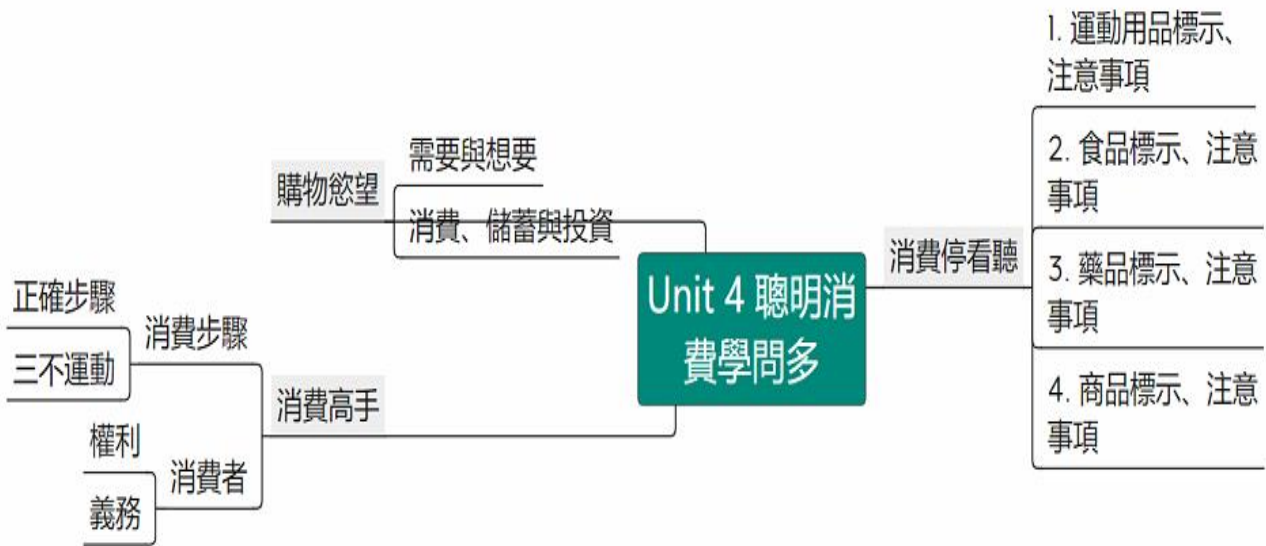 Unit 4 聰明消
費學問多
購物慾望
需要與想要
消費、儲蓄與投資
消費停看聽
1. 運動用品標示、
注意事項
2. 食品標示、注意
事項
3. 藥品標示、注意
事項
4. 商品標示、注意
事項
消費高手
消費步驟
正確步驟
三不運動
消費者
權利
義務